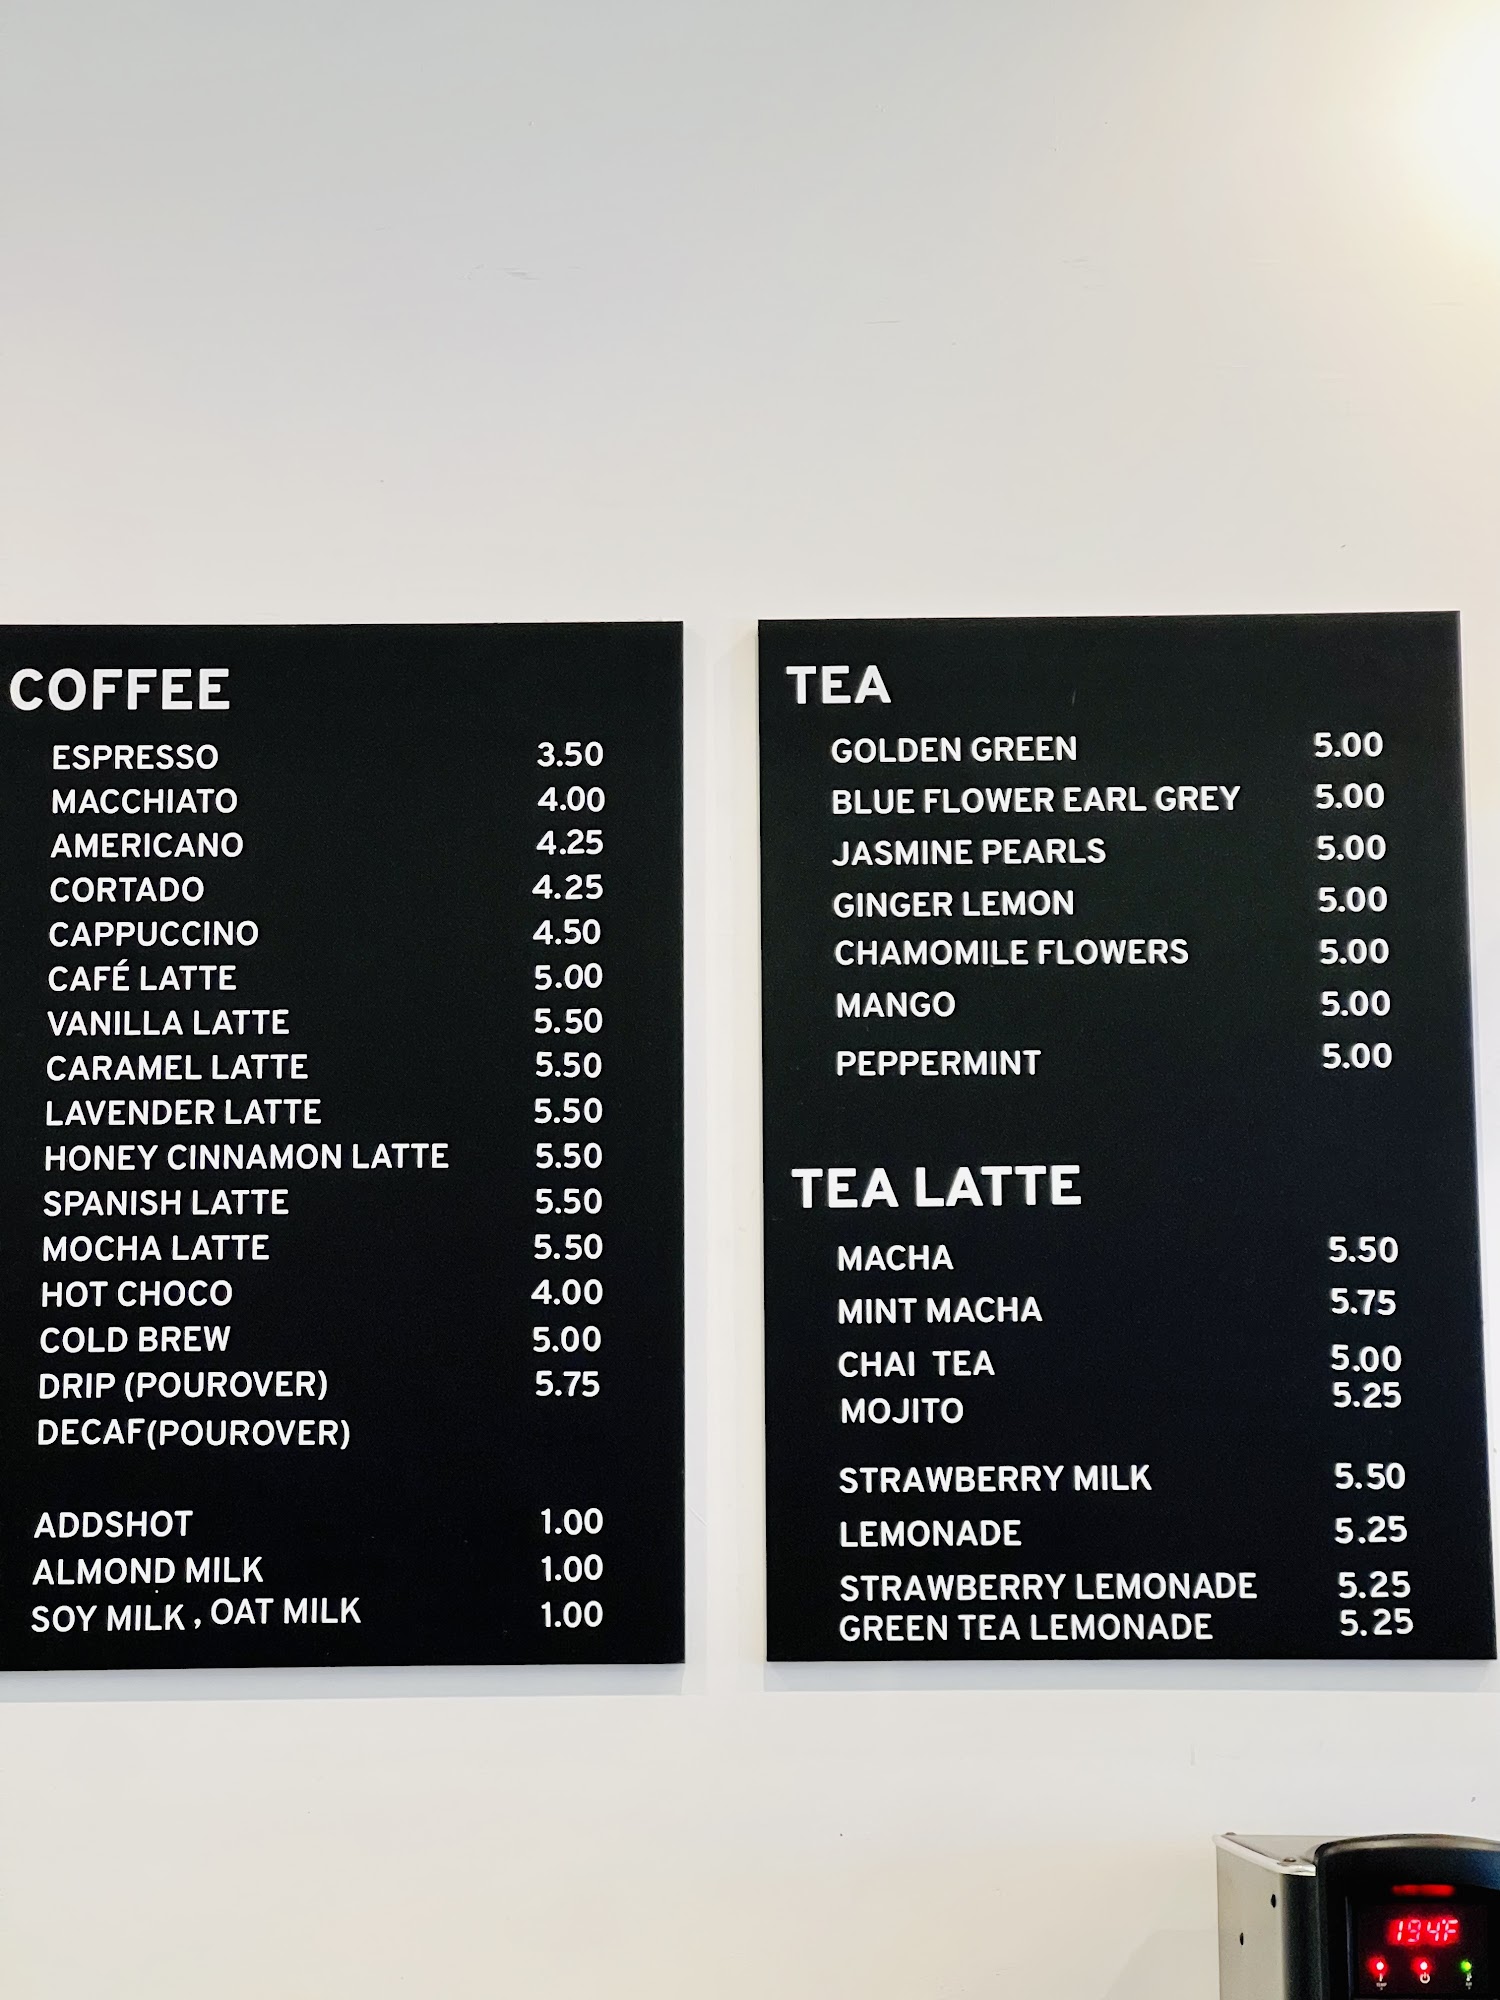 COFFEE
ESPRESSO 3.50
MACCHIATO 4.00
AMERICANO 4.25
CORTADO 4.25
CAPPUCCINO 4.50
CAFÉ LATTE 5.00
VANILLA LATTE 5.50
CARAMEL LATTE 5.50
LAVENDER LATTE 5.50
HONEY CINNAMON LATTE 5.50
SPANISH LATTE 5.50
MOCHA LATTE 5.50
HOT CHOCO 4.00
COLD BREW 5.00
DRIP (POUROVER) 5.75
DECAF(POUROVER)
ADDSHOT 1.00
ALMOND MILK 1.00
SOY MILK , OAT MILK 1.00
TEA
GOLDEN GREEN 5.00
BLUE FLOWER EARL GREY 5.00
JASMINE PEARLS 5.00
GINGER LEMON 5.00
CHAMOMILE FLOWERS 5.00
MANGO 5.00
PEPPERMINT 5.00
TEA LATTE
MACHA 5.50
MINT MACHA 5.75
CHAI TEA 5.00
MOJITO 5.25
STRAWBERRY MILK 5.50
LEMONADE 5.25
STRAWBERRY LEMONADE 5.25
GREEN TEA LEMONADE 5.25
194F